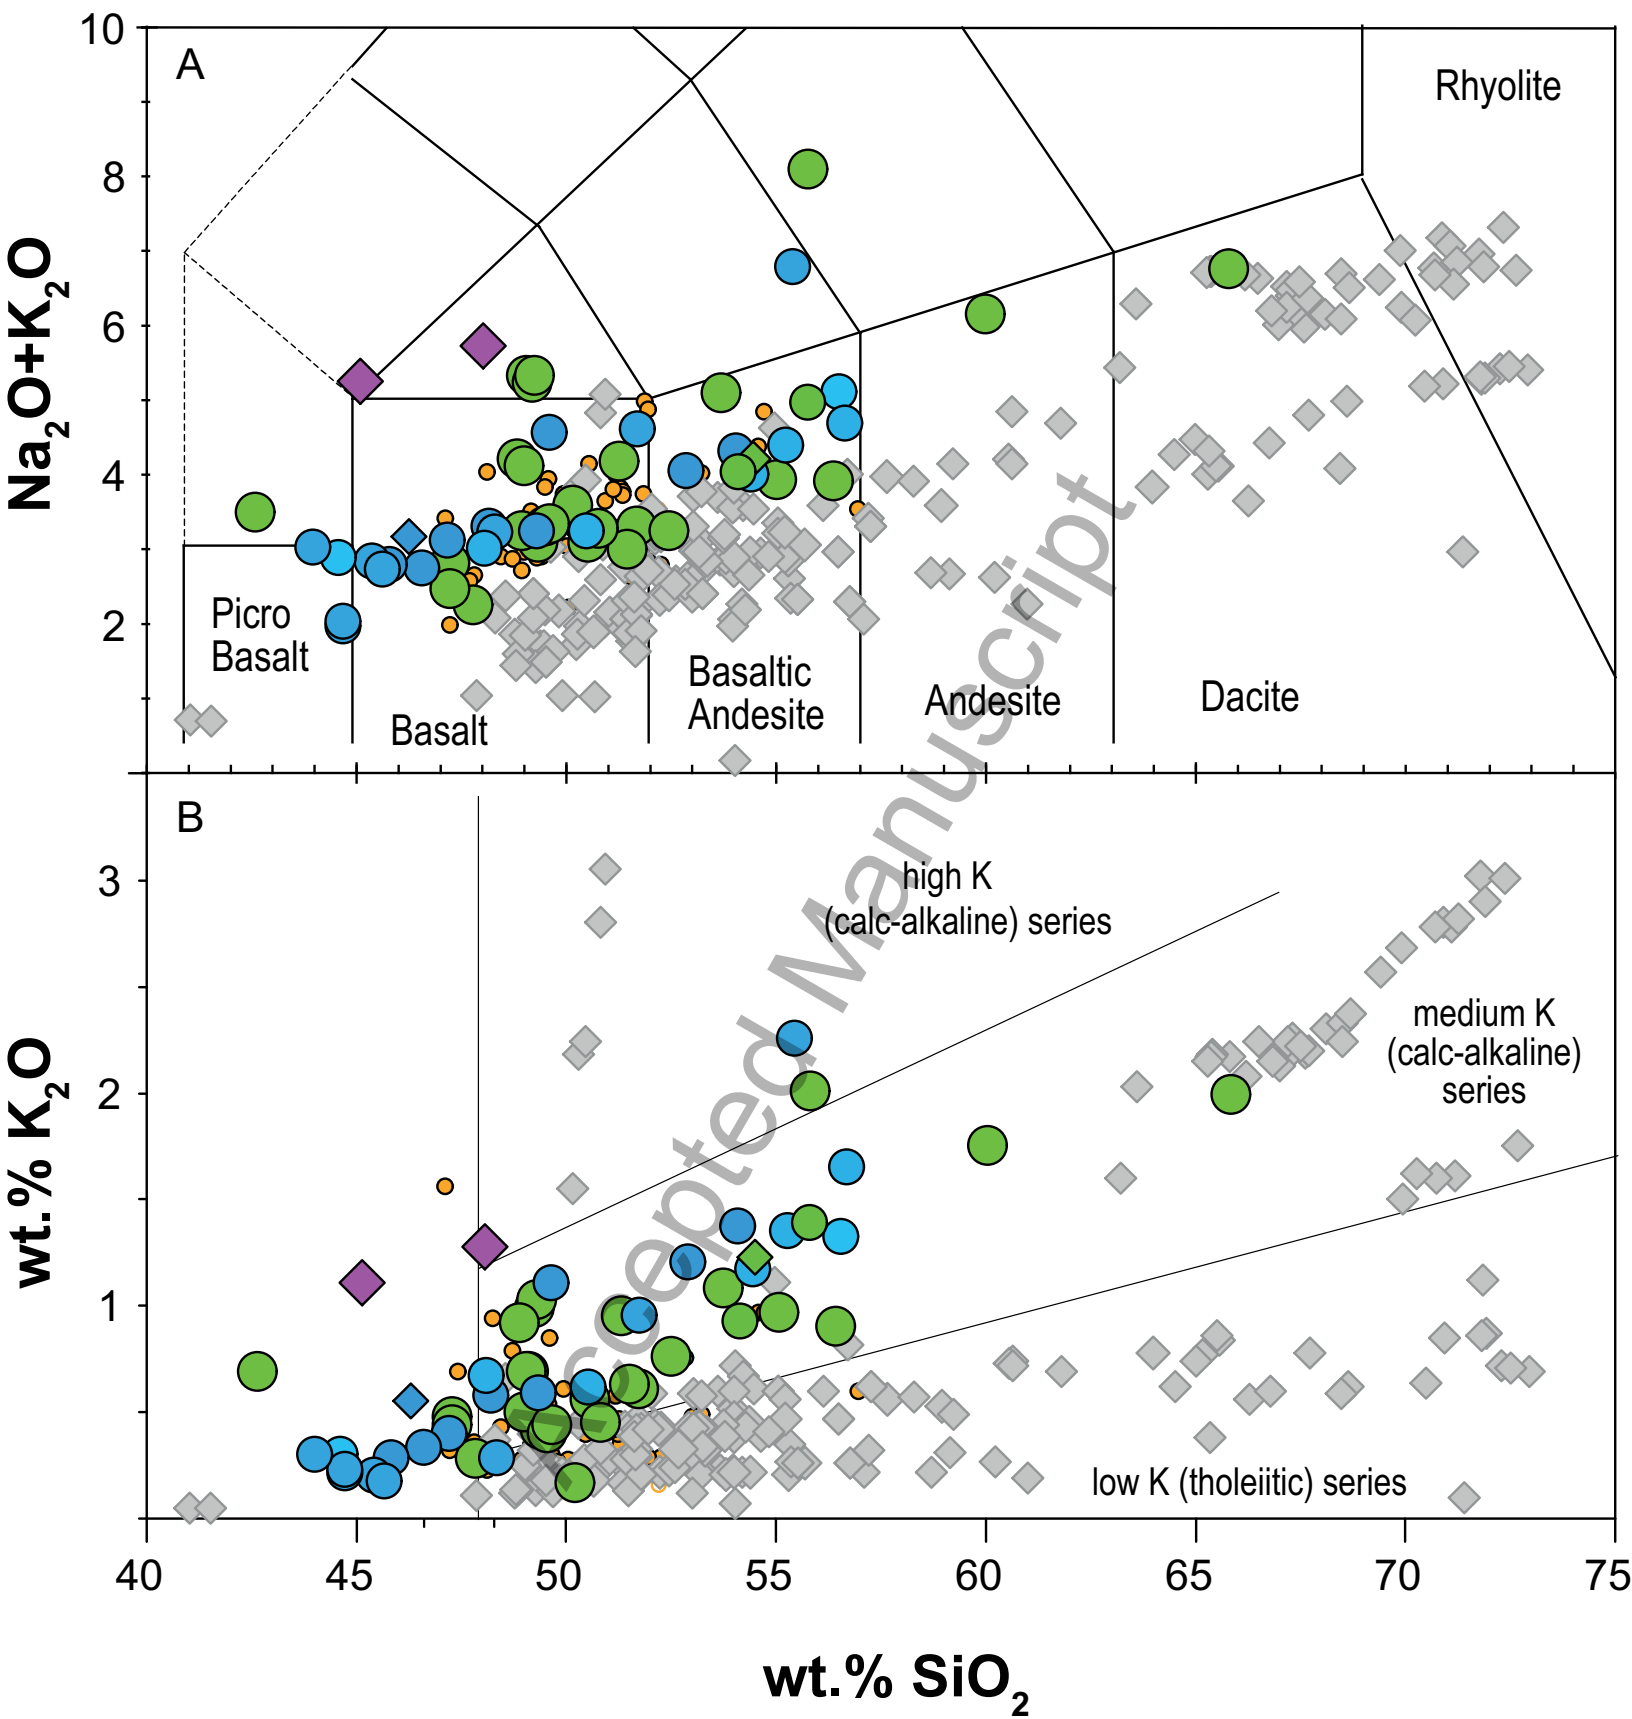 A
10
8
6
4
2
Na₂O+K₂O
Rhyolite
Picro
Basalt
Basalt
Basaltic
Andesite
Andesite
Dacite
B
3
2
1
wt.% K₂O
high K
(calc-alkaline) series
medium K
(calc-alkaline)
series
low K (tholeiitic) series
40 45 50 55 60 65 70 75
wt.% SiO₂
Accepted Manuscript